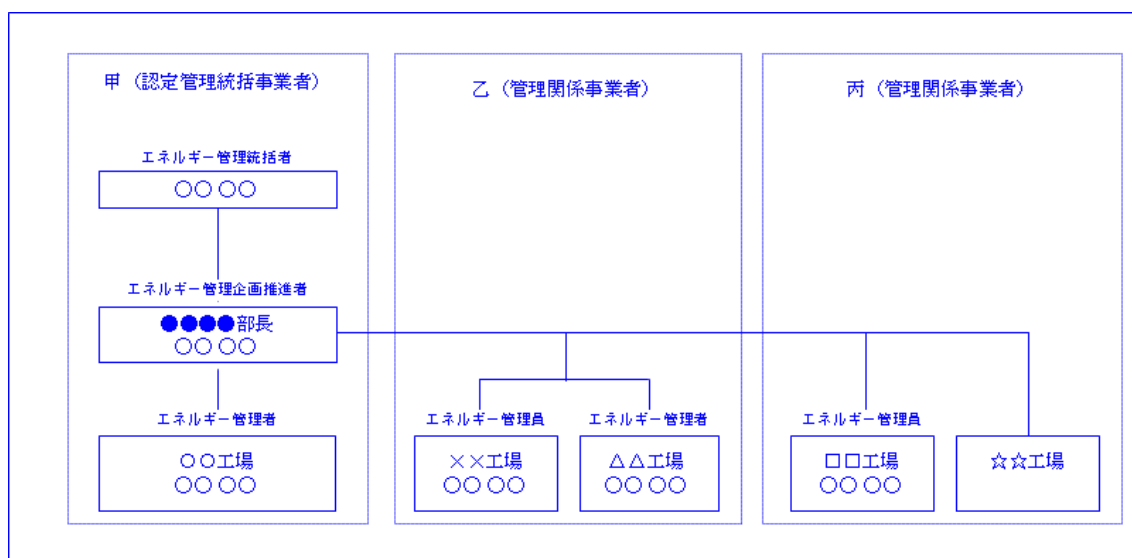 甲（認定管理統括事業者）
エネルギー管理統括者
○○○○
エネルギー管理企画推進者
●●●●部長
○○○○
エネルギー管理者
○○工場
○○○○
乙（管理関係事業者）
エネルギー管理員
××工場
○○○○
エネルギー管理者
△△工場
○○○○
丙（管理関係事業者）
エネルギー管理員
□□工場
○○○○
☆☆工場